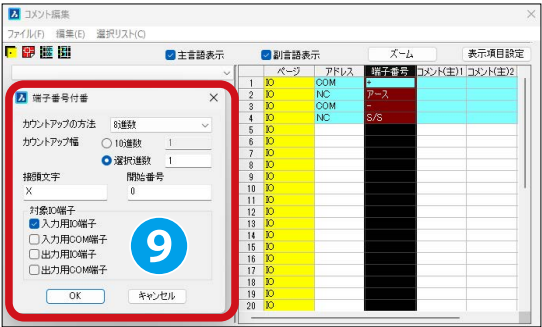 コメント編集
ファイル(F) 編集(E) 選択リスト(C)
主言語表示 副言語表示 ズーム 表示項目設定
ページ アドレス 端子番号 コメント(主)1 コメント(主)2
1 IO COM +
2 IO NC アース
3 IO COM -
4 IO NC S/S
5 IO
6 IO
7 IO
8 IO
9 IO
10 IO
11 IO
12 IO
13 IO
14 IO
15 IO
16 IO
17 IO
18 IO
19 IO
20 IO
端子番号付番
カウントアップの方法 8進数
カウントアップ幅 10進数 1
選択進数 1
接頭文字 開始番号
X 0
対象IO端子
入力用IO端子
入力用COM端子
出力用IO端子
出力用COM端子
9
OK キャンセル